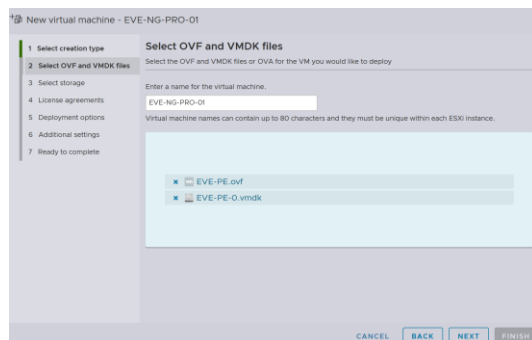 New virtual machine - EVE-NG-PRO-01
1 Select creation type
2 Select OVF and VMDK files
3 Select storage
4 License agreements
5 Deployment options
6 Additional settings
7 Ready to complete
Select OVF and VMDK files
Select the OVF and VMDK files or OVA for the VM you would like to deploy
Enter a name for the virtual machine.
EVE-NG-PRO-01
Virtual machine names can contain up to 80 characters and they must be unique within each ESXi instance.
EVE-PE.ovf
EVE-PE-0.vmdk
CANCEL BACK NEXT FINISH